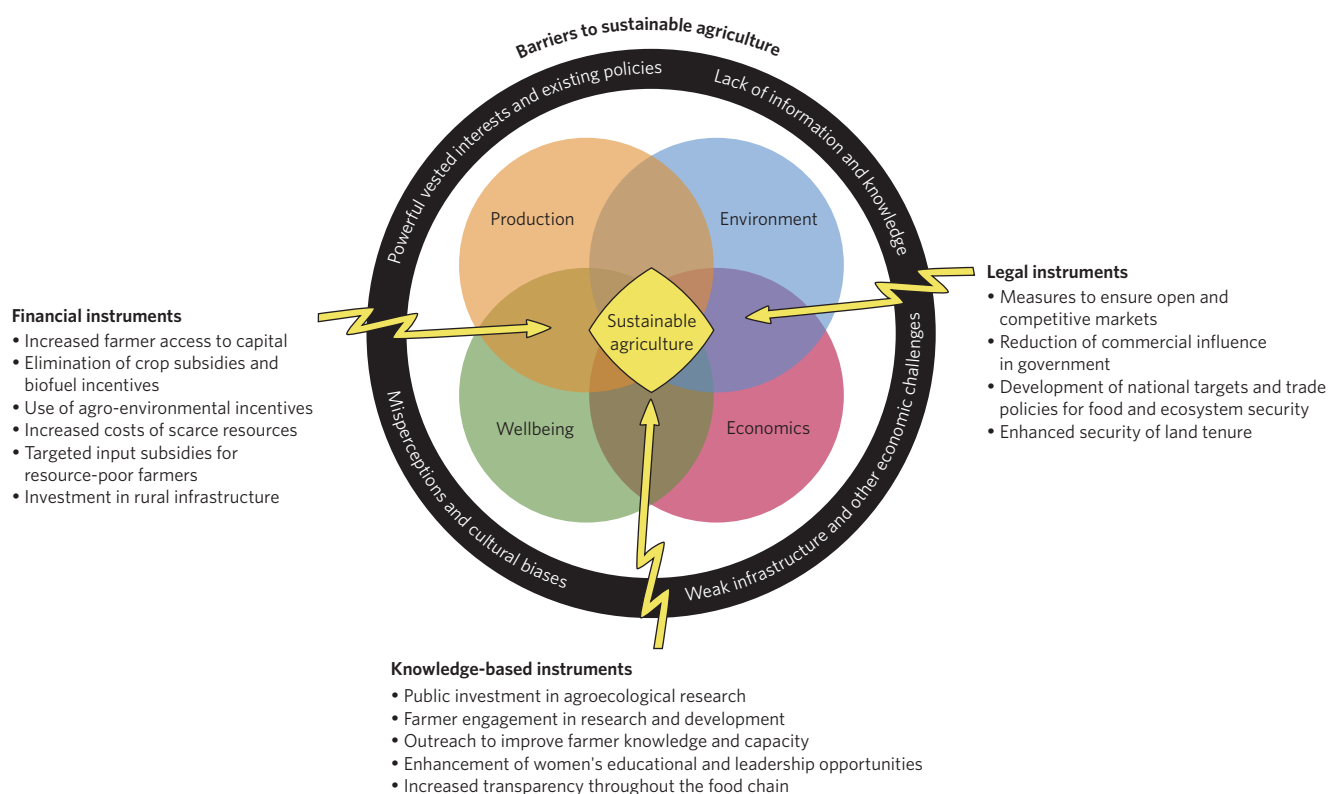 Barriers to sustainable agriculture
Powerful vested interests and existing policies
Lack of information and knowledge
Misperceptions and cultural biases
Weak infrastructure and other economic challenges
Production
Environment
Sustainable
agriculture
Wellbeing
Economics
Financial instruments
• Increased farmer access to capital
• Elimination of crop subsidies and
biofuel incentives
• Use of agro-environmental incentives
• Increased costs of scarce resources
• Targeted input subsidies for
resource-poor farmers
• Investment in rural infrastructure
Legal instruments
• Measures to ensure open and
competitive markets
• Reduction of commercial influence
in government
• Development of national targets and trade
policies for food and ecosystem security
• Enhanced security of land tenure
Knowledge-based instruments
• Public investment in agroecological research
• Farmer engagement in research and development
• Outreach to improve farmer knowledge and capacity
• Enhancement of women's educational and leadership opportunities
• Increased transparency throughout the food chain